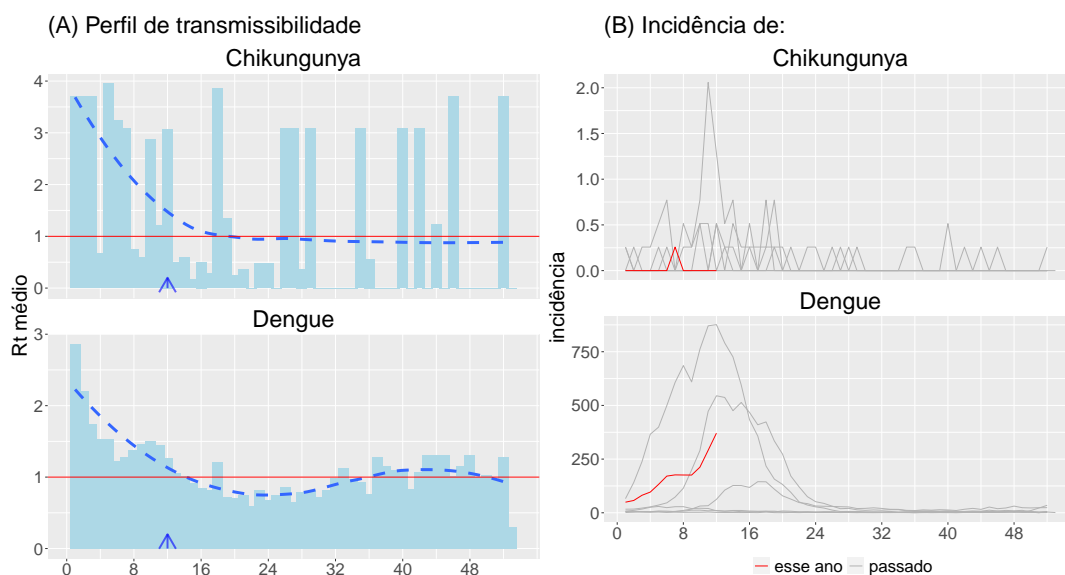 (A) Perfil de transmissibilidade
Chikungunya
4
3
2
1
0
Dengue
3
2
1
0
0 8 16 24 32 40 48
Rt médio
(B) Incidência de:
Chikungunya
2.0
1.5
1.0
0.5
0.0
Dengue
750
500
250
0
0 8 16 24 32 40 48
incidência
esse ano passado